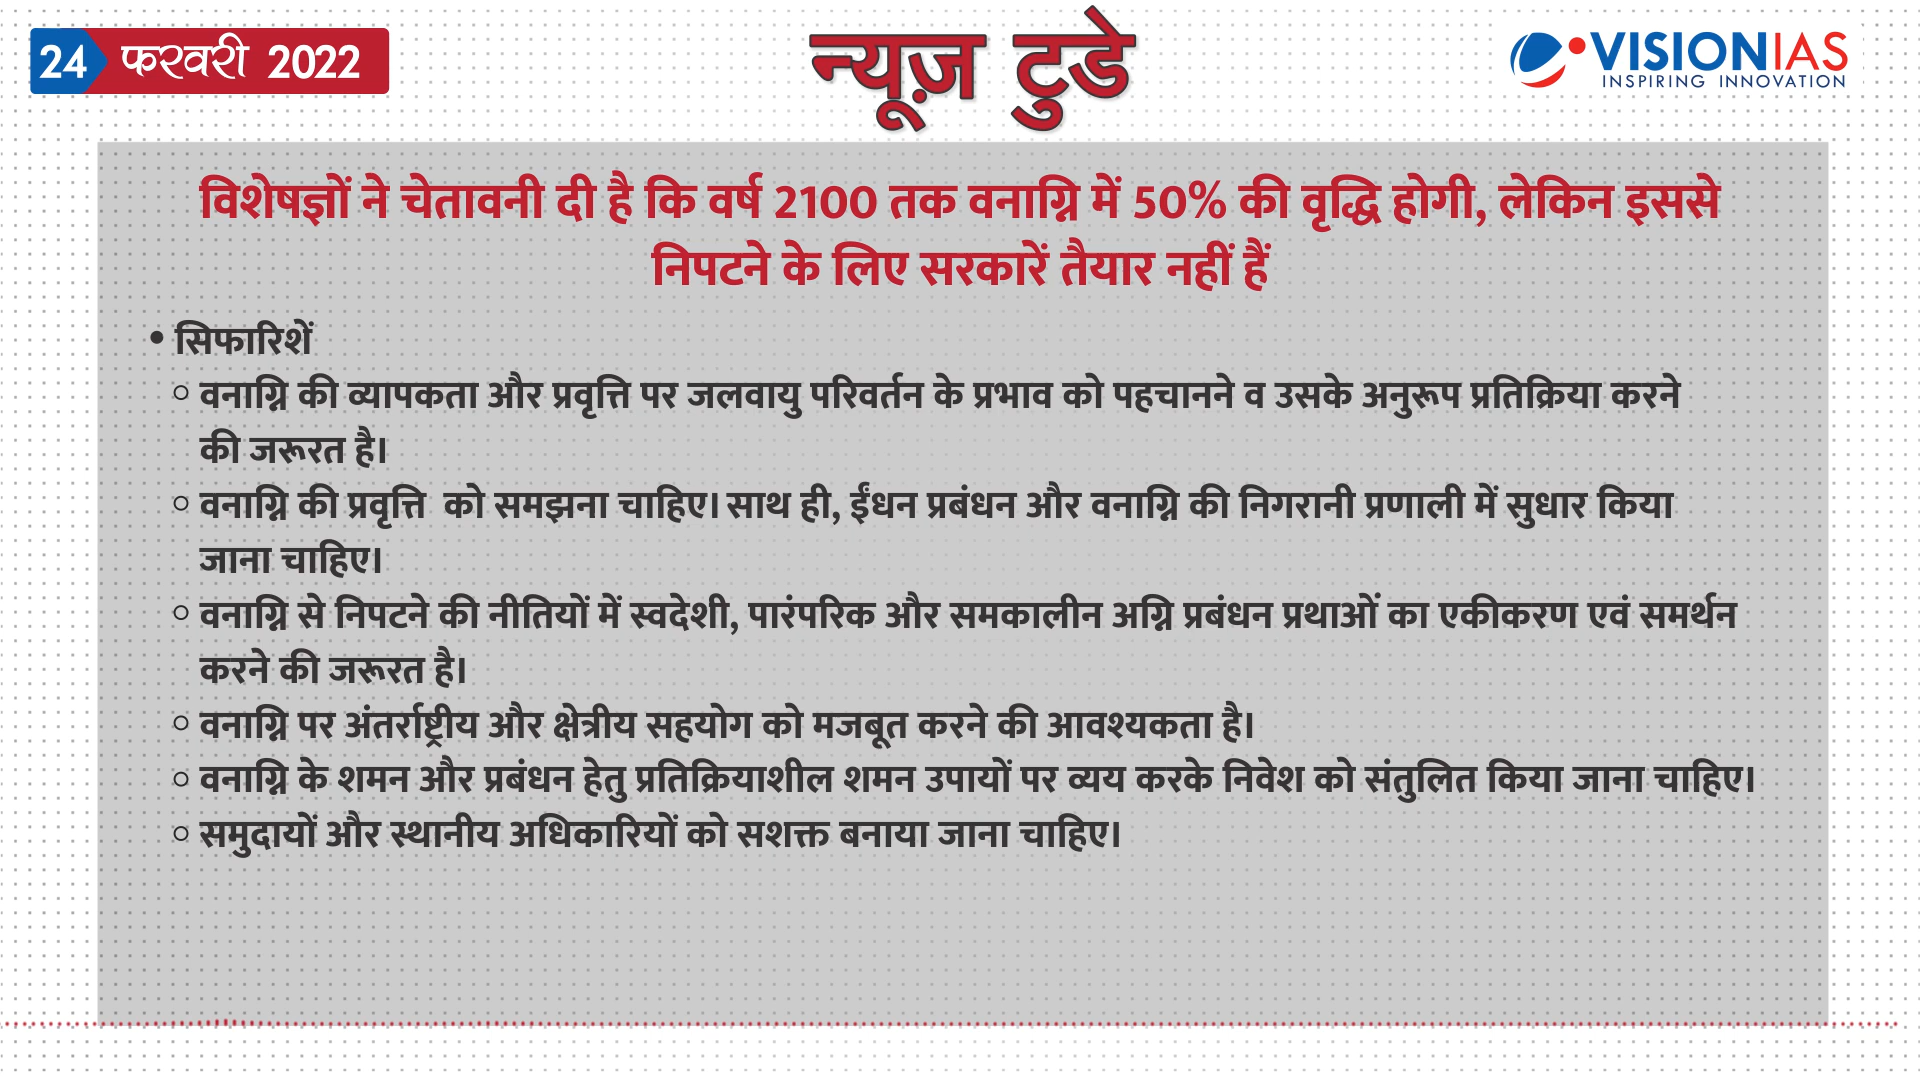 24 फरवरी 2022
न्यूज़ टुडे
VISIONIAS
INSPIRING INNOVATION
विशेषज्ञों ने चेतावनी दी है कि वर्ष 2100 तक वनाग्नि में 50% की वृद्धि होगी, लेकिन इससे
निपटने के लिए सरकारें तैयार नहीं हैं
• सिफारिशें
○ वनाग्नि की व्यापकता और प्रवृत्ति पर जलवायु परिवर्तन के प्रभाव को पहचानने व उसके अनुरूप प्रतिक्रिया करने
की जरूरत है।
○ वनाग्नि की प्रवृत्ति को समझना चाहिए। साथ ही, ईंधन प्रबंधन और वनाग्नि की निगरानी प्रणाली में सुधार किया
जाना चाहिए।
○ वनाग्नि से निपटने की नीतियों में स्वदेशी, पारंपरिक और समकालीन अग्नि प्रबंधन प्रथाओं का एकीकरण एवं समर्थन
करने की जरूरत है।
○ वनाग्नि पर अंतर्राष्ट्रीय और क्षेत्रीय सहयोग को मजबूत करने की आवश्यकता है।
○ वनाग्नि के शमन और प्रबंधन हेतु प्रतिक्रियाशील शमन उपायों पर व्यय करके निवेश को संतुलित किया जाना चाहिए।
○ समुदायों और स्थानीय अधिकारियों को सशक्त बनाया जाना चाहिए।